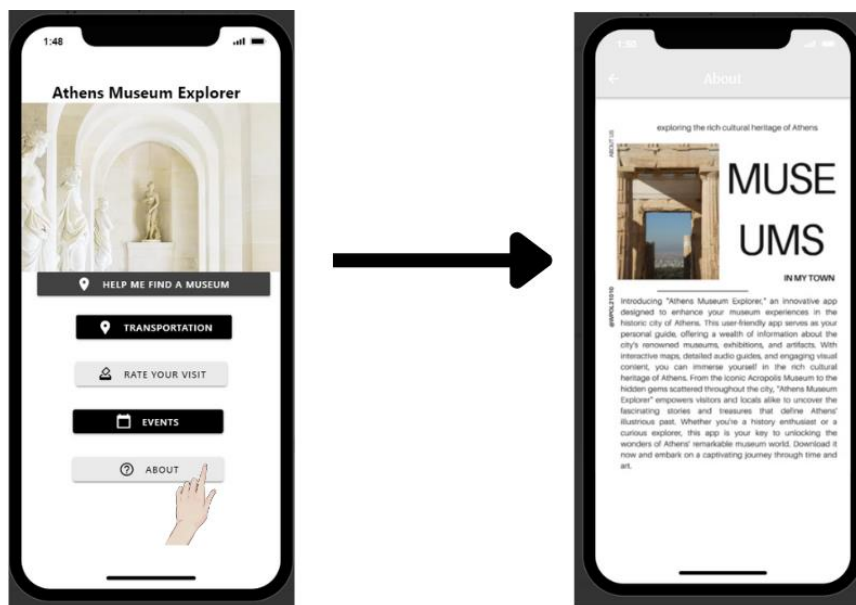 1:48
Athens Museum Explorer
HELP ME FIND A MUSEUM
TRANSPORTATION
RATE YOUR VISIT
EVENTS
ABOUT
1:50
About
ABOUT US
exploring the rich cultural heritage of Athens
MUSE
UMS
IN MY TOWN
Introducing "Athens Museum Explorer," an innovative app
designed to enhance your museum experiences in the
historic city of Athens. This user-friendly app serves as your
personal guide, offering a wealth of information about the
city's renowned museums, exhibitions, and artifacts. With
interactive maps, detailed audio guides, and engaging visual
content, you can immerse yourself in the rich cultural
heritage of Athens. From the iconic Acropolis Museum to the
hidden gems scattered throughout the city, "Athens Museum
Explorer" empowers visitors and locals alike to uncover the
fascinating stories and treasures that define Athens'
illustrious past. Whether you're a history enthusiast or a
curious explorer, this app is your key to unlocking the
wonders of Athens' remarkable museum world. Download it
now and embark on a captivating journey through time and
art.